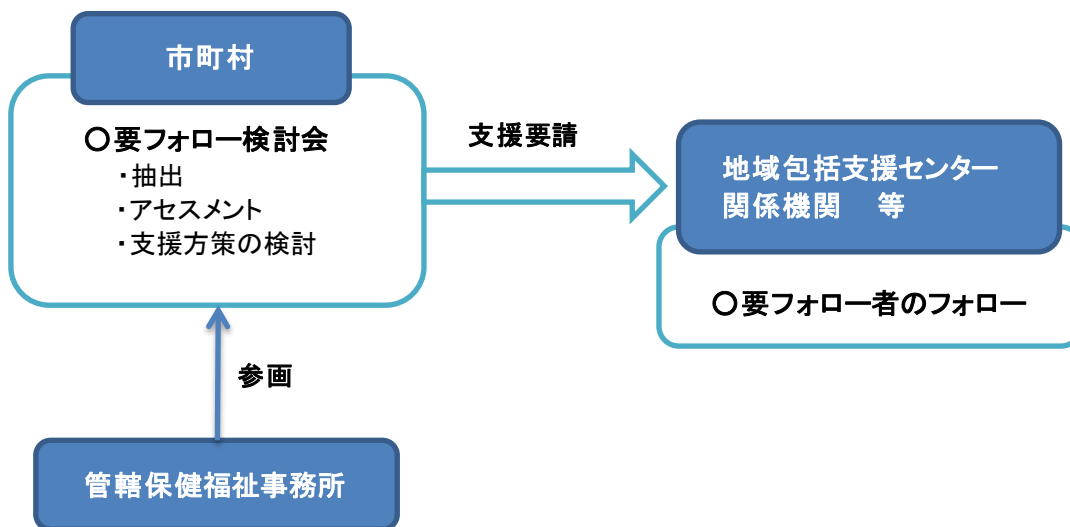 市町村
〇要フォロー検討会
・抽出
・アセスメント
・支援方策の検討
支援要請
地域包括支援センター
関係機関　等
〇要フォロー者のフォロー
参画
管轄保健福祉事務所